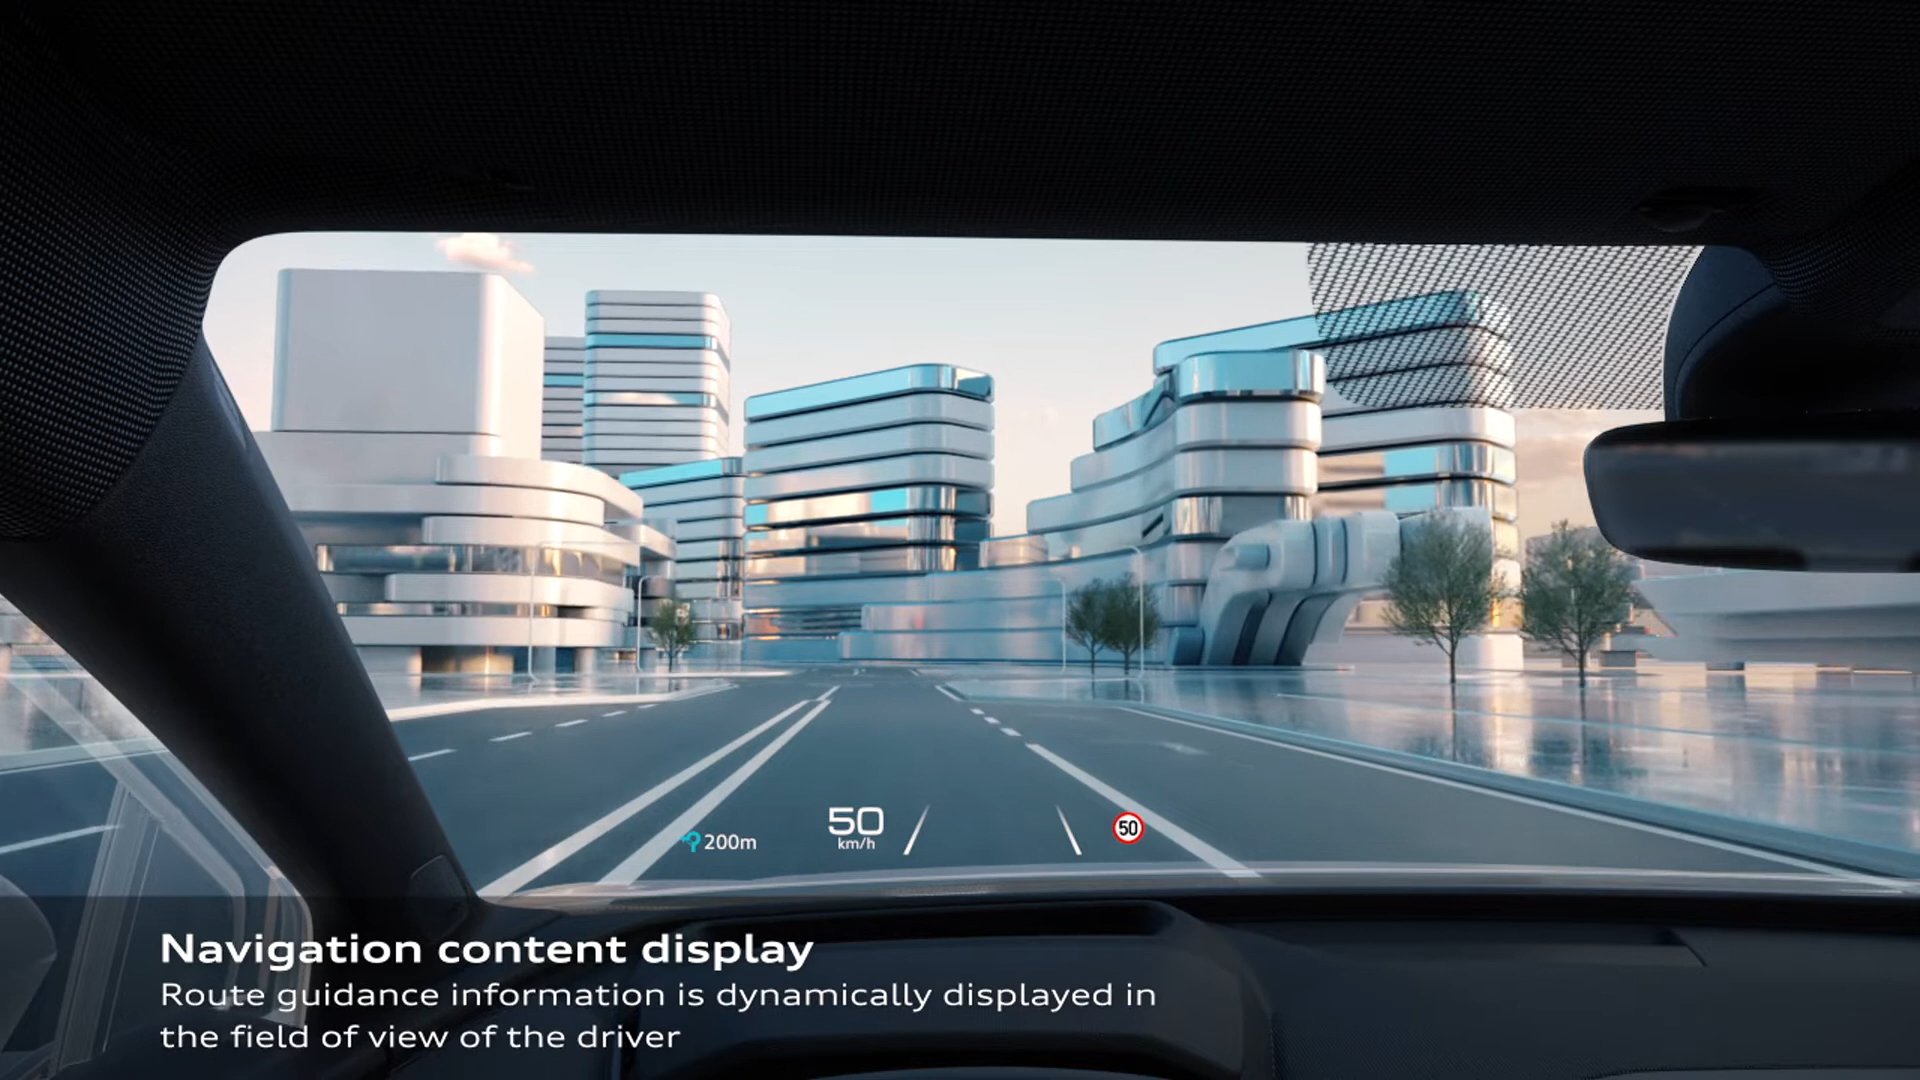 200m
50
km/h
50
Navigation content display
Route guidance information is dynamically displayed in
the field of view of the driver